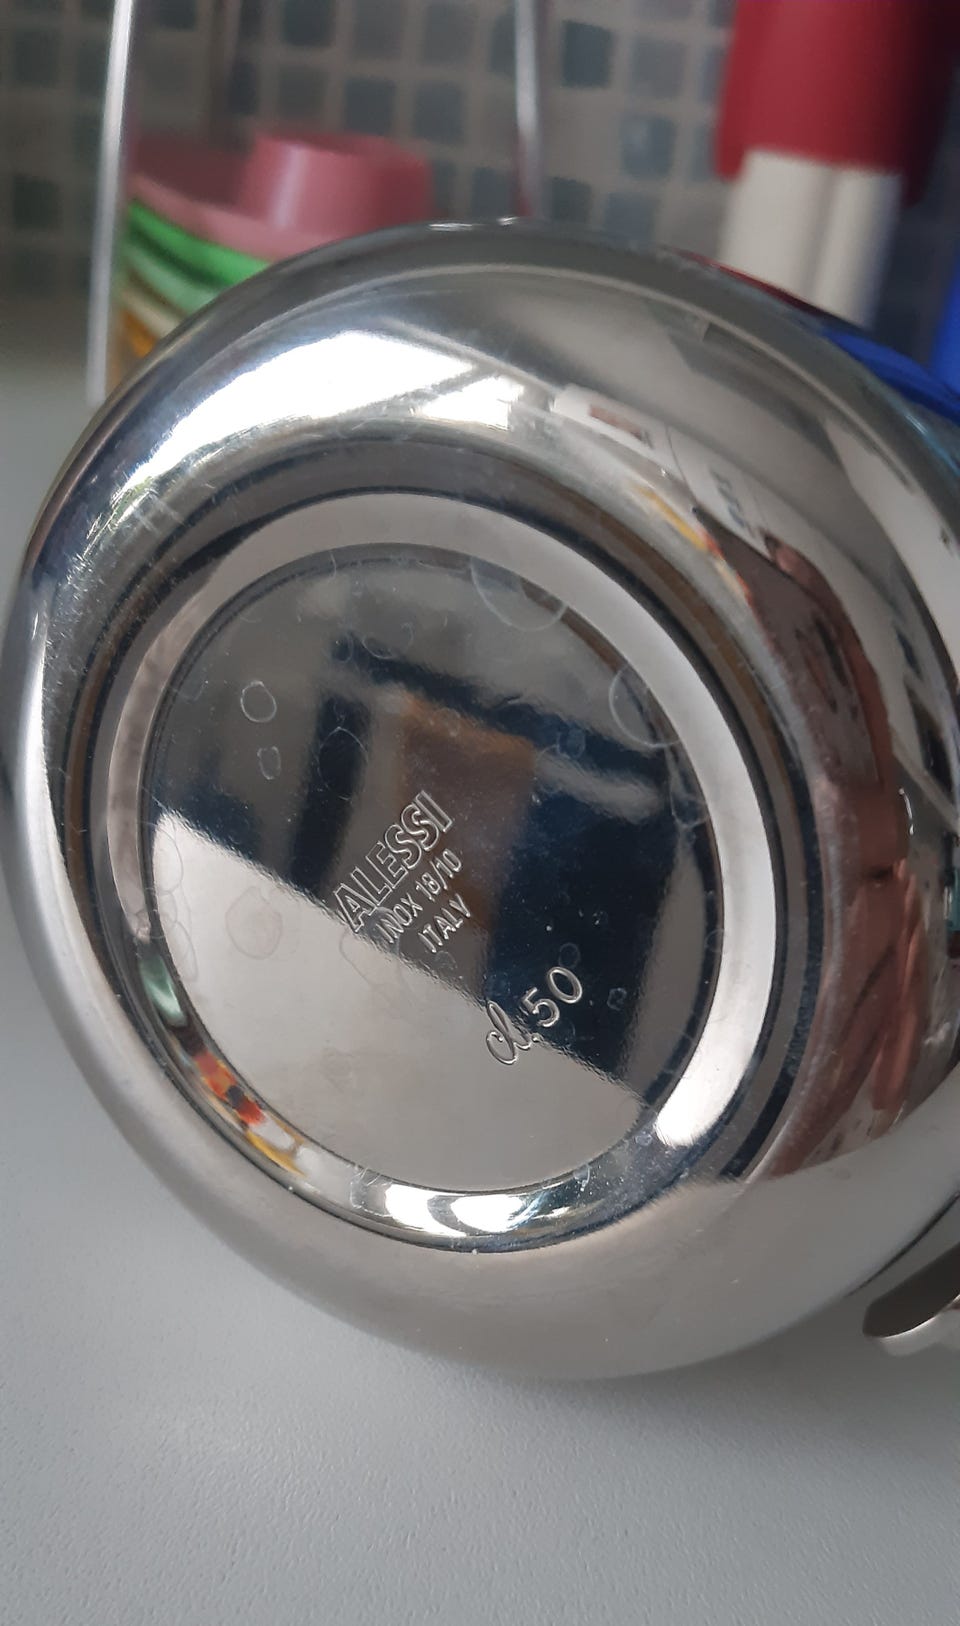 ALESSI
INOX 18/10
ITALY
cl. 50